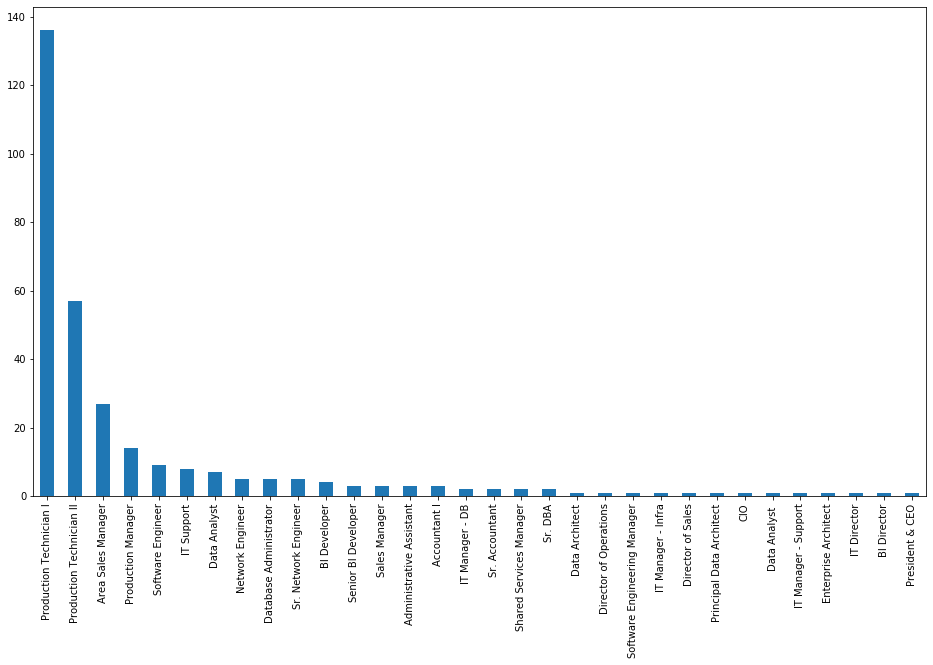 140
120
100
80
60
40
20
0
Production Technician I
Production Technician II
Area Sales Manager
Production Manager
Software Engineer
IT Support
Data Analyst
Network Engineer
Database Administrator
Sr. Network Engineer
BI Developer
Senior BI Developer
Sales Manager
Administrative Assistant
Accountant I
IT Manager - DB
Sr. Accountant
Shared Services Manager
Sr. DBA
Data Architect
Director of Operations
Software Engineering Manager
IT Manager - Infra
Director of Sales
Principal Data Architect
CIO
Data Analyst
IT Manager - Support
Enterprise Architect
IT Director
BI Director
President & CEO